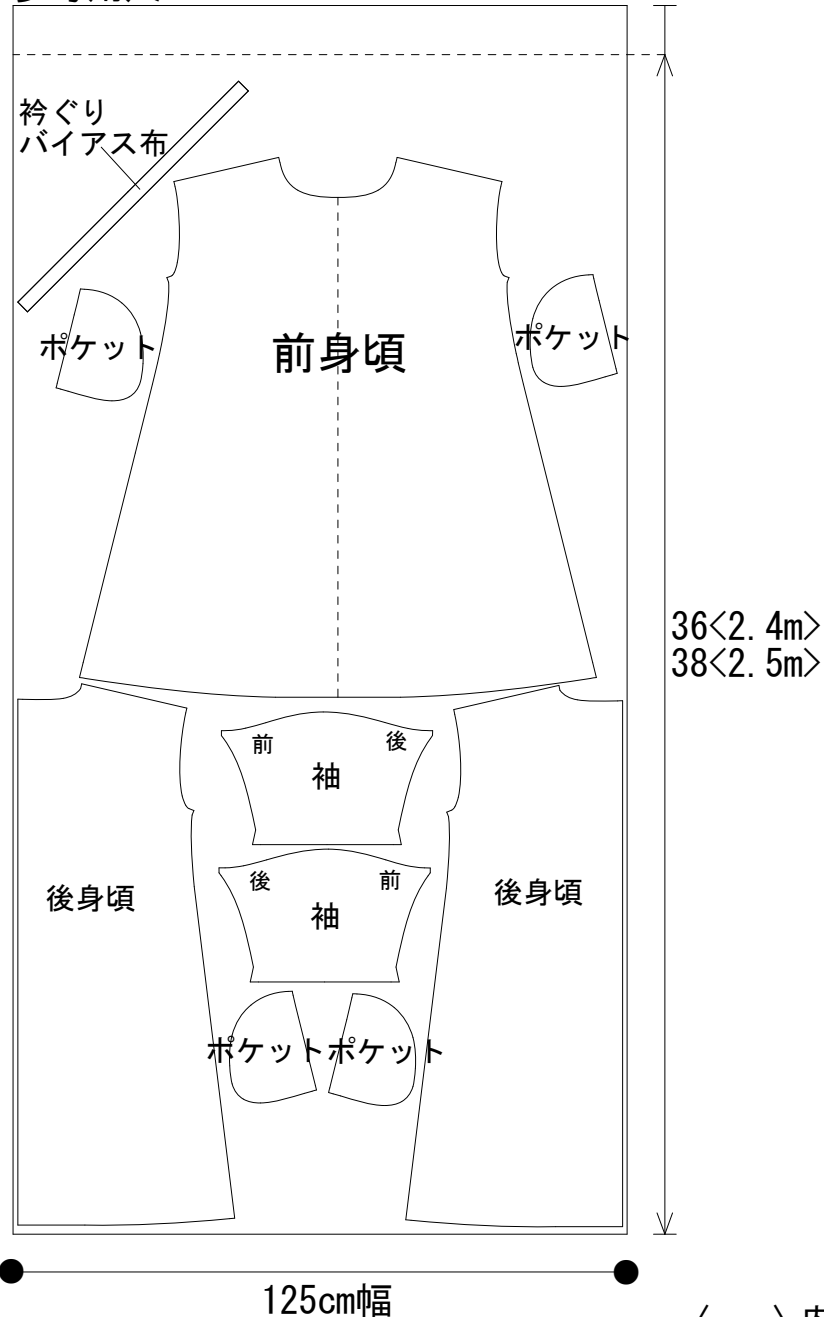 衿ぐり
バイアス布
ポケット
前身頃
ポケット
36<2.4m>
38<2.5m>
前
後
袖
後身頃
後
前
袖
後身頃
ポケット
ポケット
125cm幅